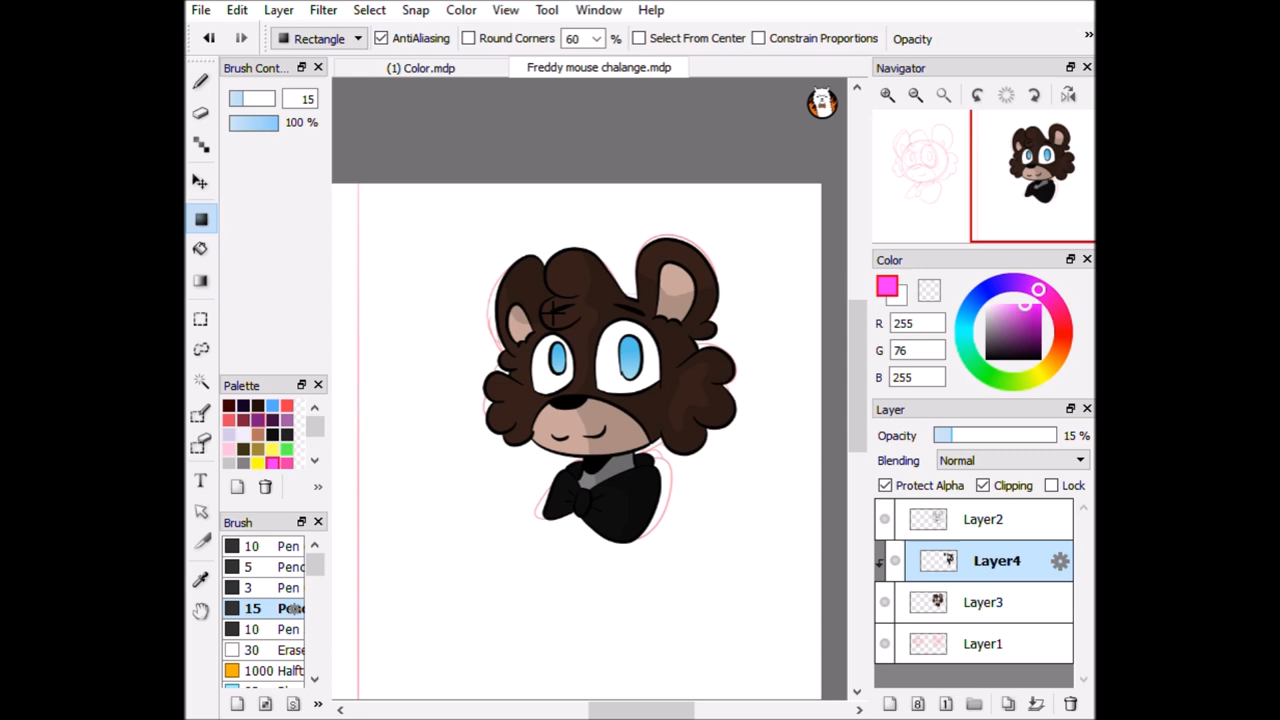 File Edit Layer Filter Select Snap Color View Tool Window Help
Rectangle AntiAliasing Round Corners 60 % Select From Center Constrain Proportions Opacity »
Brush Cont... (1) Color.mdp Freddy mouse chalange.mdp Navigator
15
100 %
Color
R 255
G 76
B 255
Palette
»
Layer
Opacity 15 %
Blending Normal
Protect Alpha Clipping Lock
Layer2
Layer4
Layer3
Layer1
Brush
10 Pen
5 Penc
3 Pen
15
10 Pen
30 Erase
1000 Halft
»